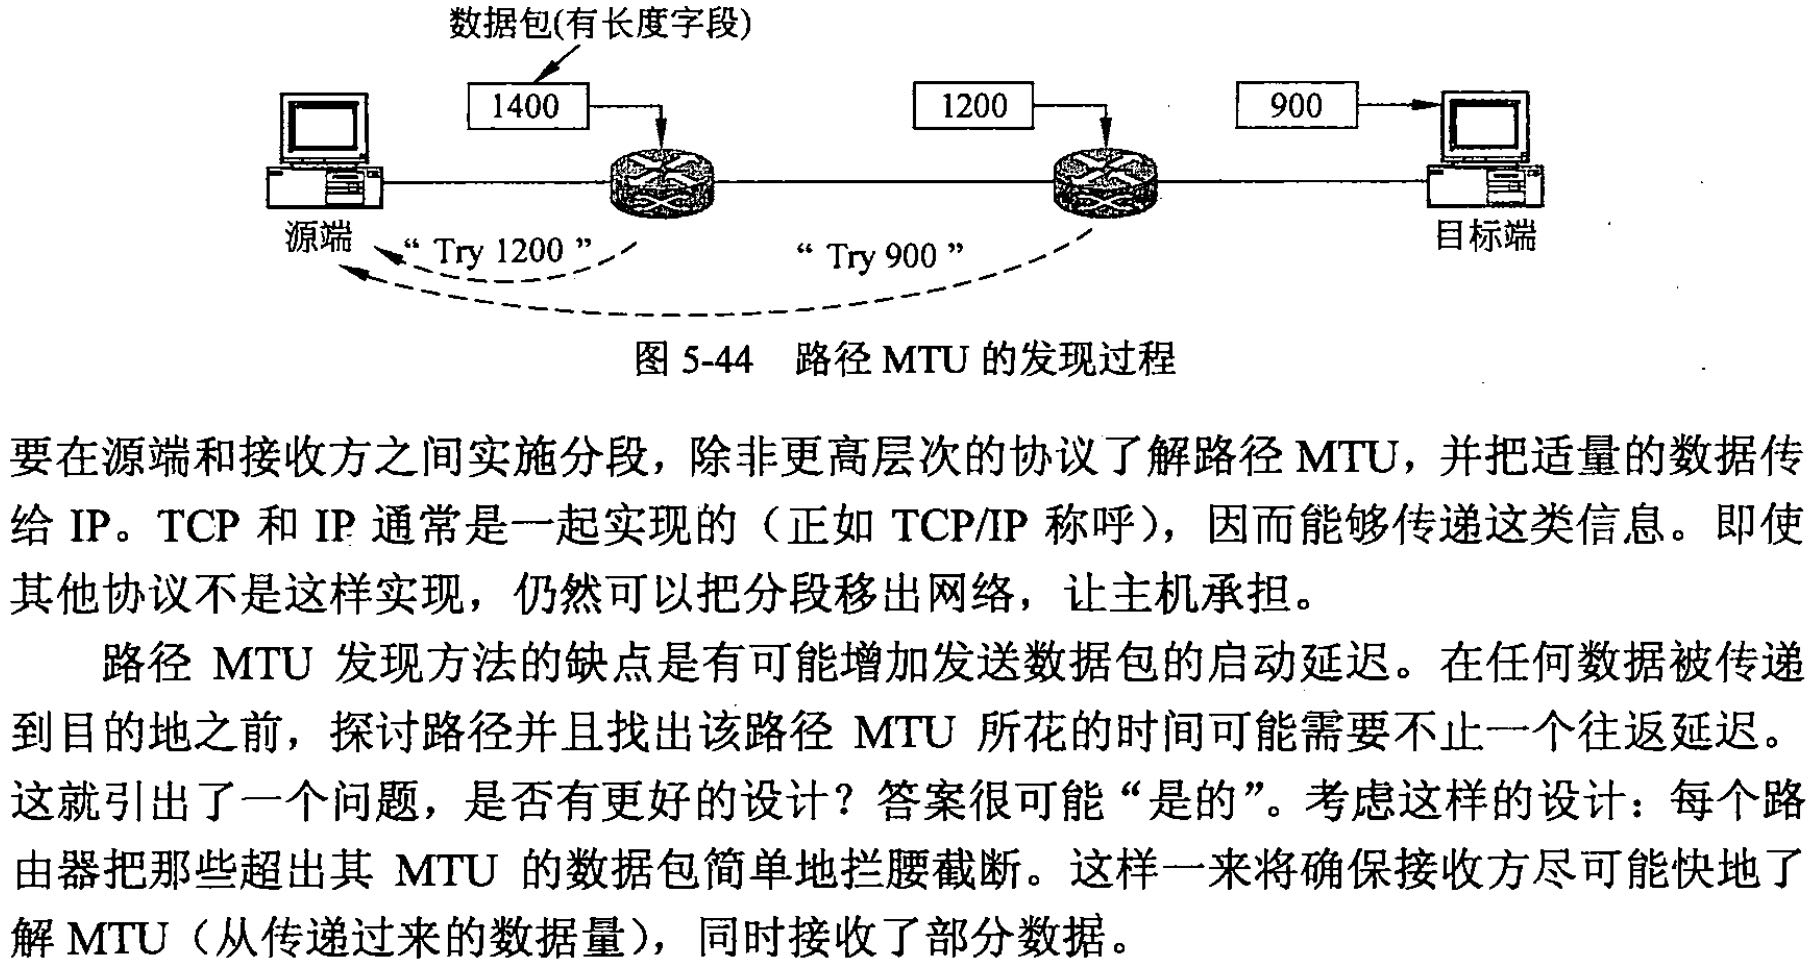 数据包(有长度字段)
1400
1200
900
源端
“ Try 1200 ”
“ Try 900 ”
目标端
图 5-44 路径 MTU 的发现过程
要在源端和接收方之间实施分段，除非更高层次的协议了解路径 MTU，并把适量的数据传
给 IP。TCP 和 IP 通常是一起实现的（正如 TCP/IP 称呼），因而能够传递这类信息。即使
其他协议不是这样实现，仍然可以把分段移出网络，让主机承担。
路径 MTU 发现方法的缺点是有可能增加发送数据包的启动延迟。在任何数据被传递
到目的地之前，探讨路径并且找出该路径 MTU 所花的时间可能需要不止一个往返延迟。
这就引出了一个问题，是否有更好的设计？答案很可能“是的”。考虑这样的设计：每个路
由器把那些超出其 MTU 的数据包简单地拦腰截断。这样一来将确保接收方尽可能快地了
解 MTU（从传递过来的数据量），同时接收了部分数据。